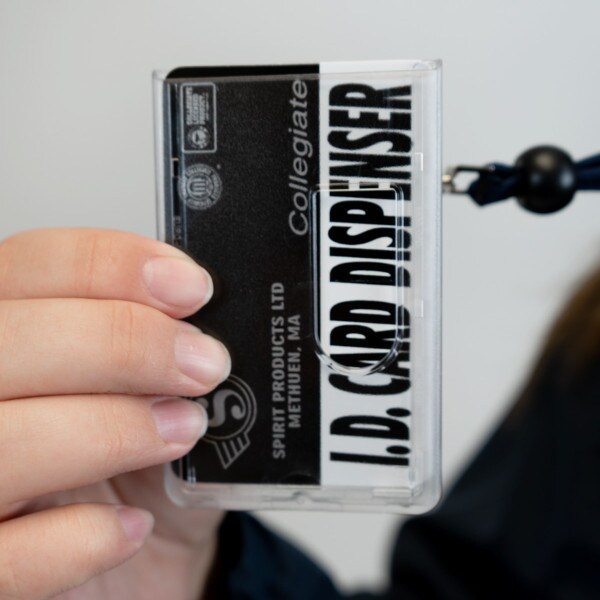 Collegiate
I.D. CARD DISPENSER
SPIRIT PRODUCTS LTD
METHUEN, MA
S